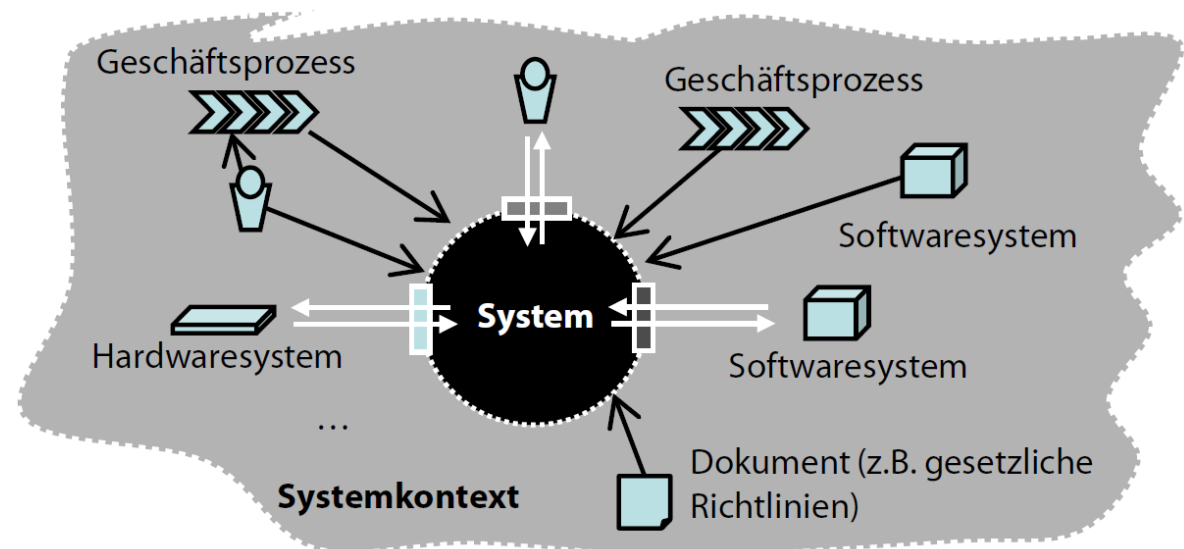 Geschäftsprozess
Geschäftsprozess
Softwaresystem
System
Hardwaresystem
Softwaresystem
…
Dokument (z.B. gesetzliche
Richtlinien)
Systemkontext